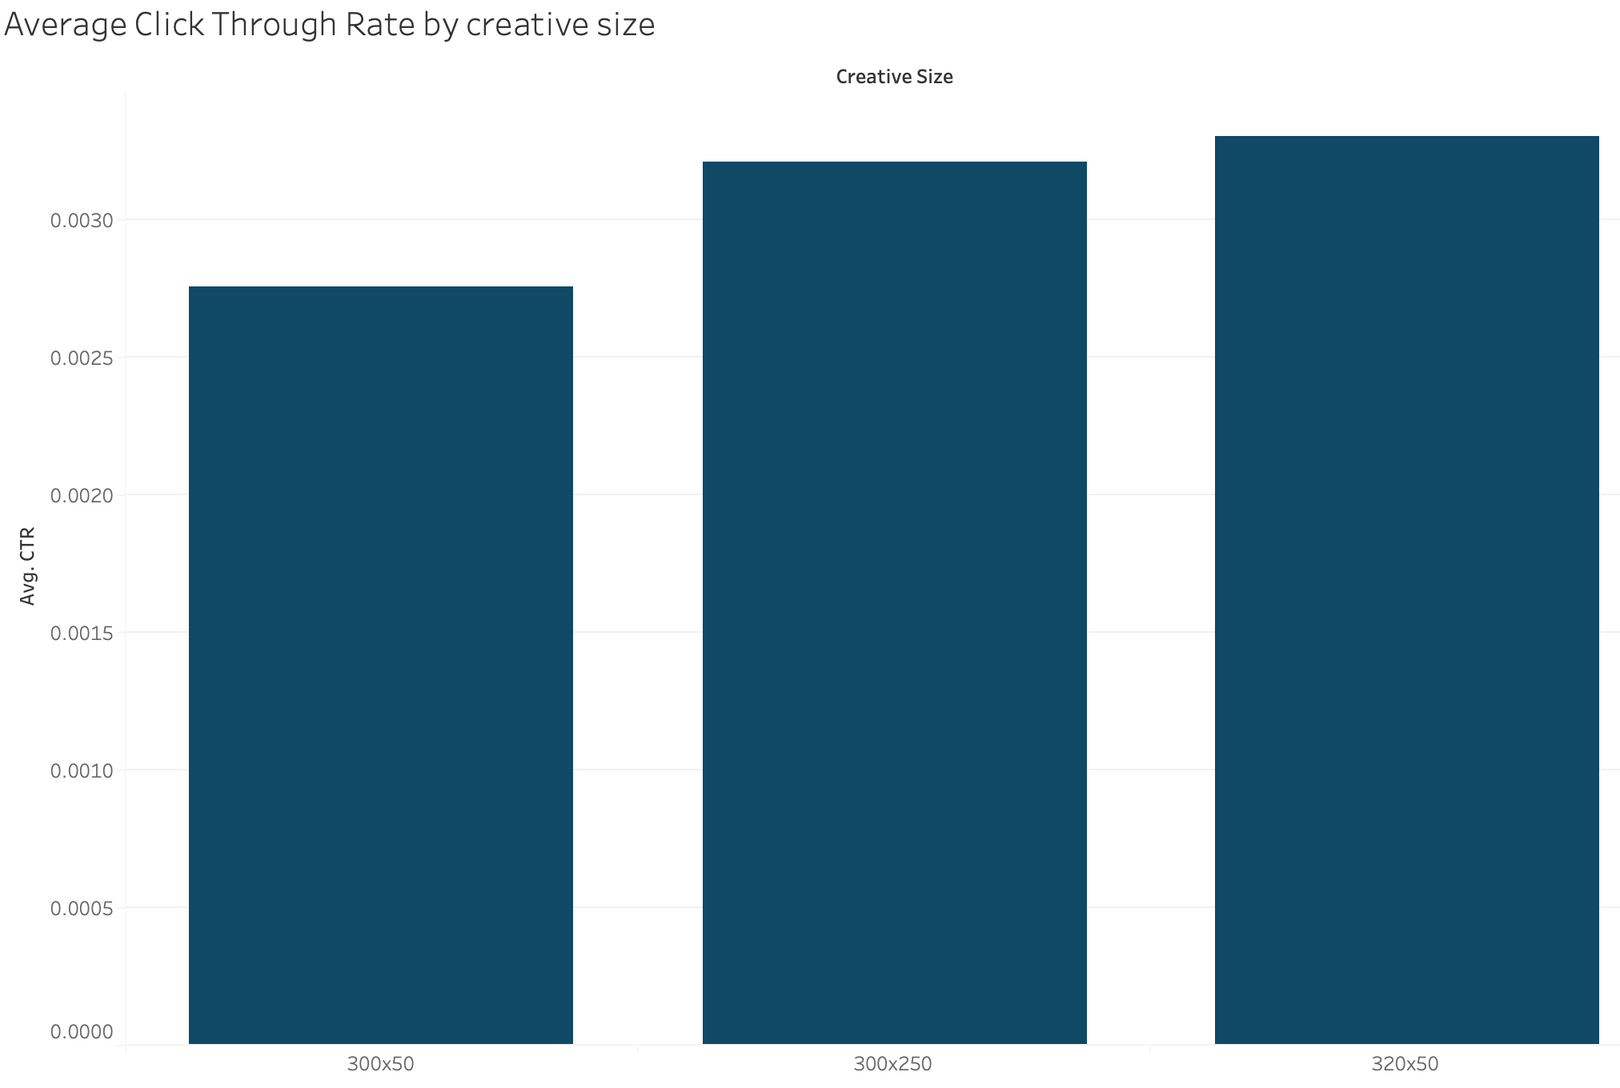 Average Click Through Rate by creative size
Creative Size
0.0030
0.0025
0.0020
0.0015
0.0010
0.0005
0.0000
Avg. CTR
300x50
300x250
320x50